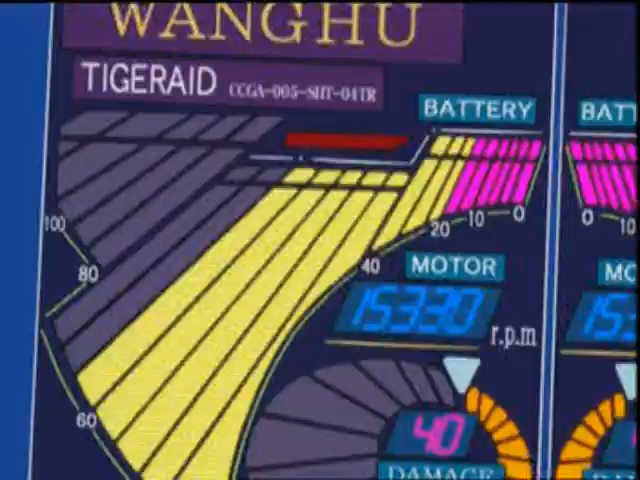 WANGHU
TIGERAID CCGA-005-SHT-04TR
BATTERY BATT
100 80 60 40 20 10 0 0 10
MOTOR MO
15330 r.p.m 153
40
DAMAGE